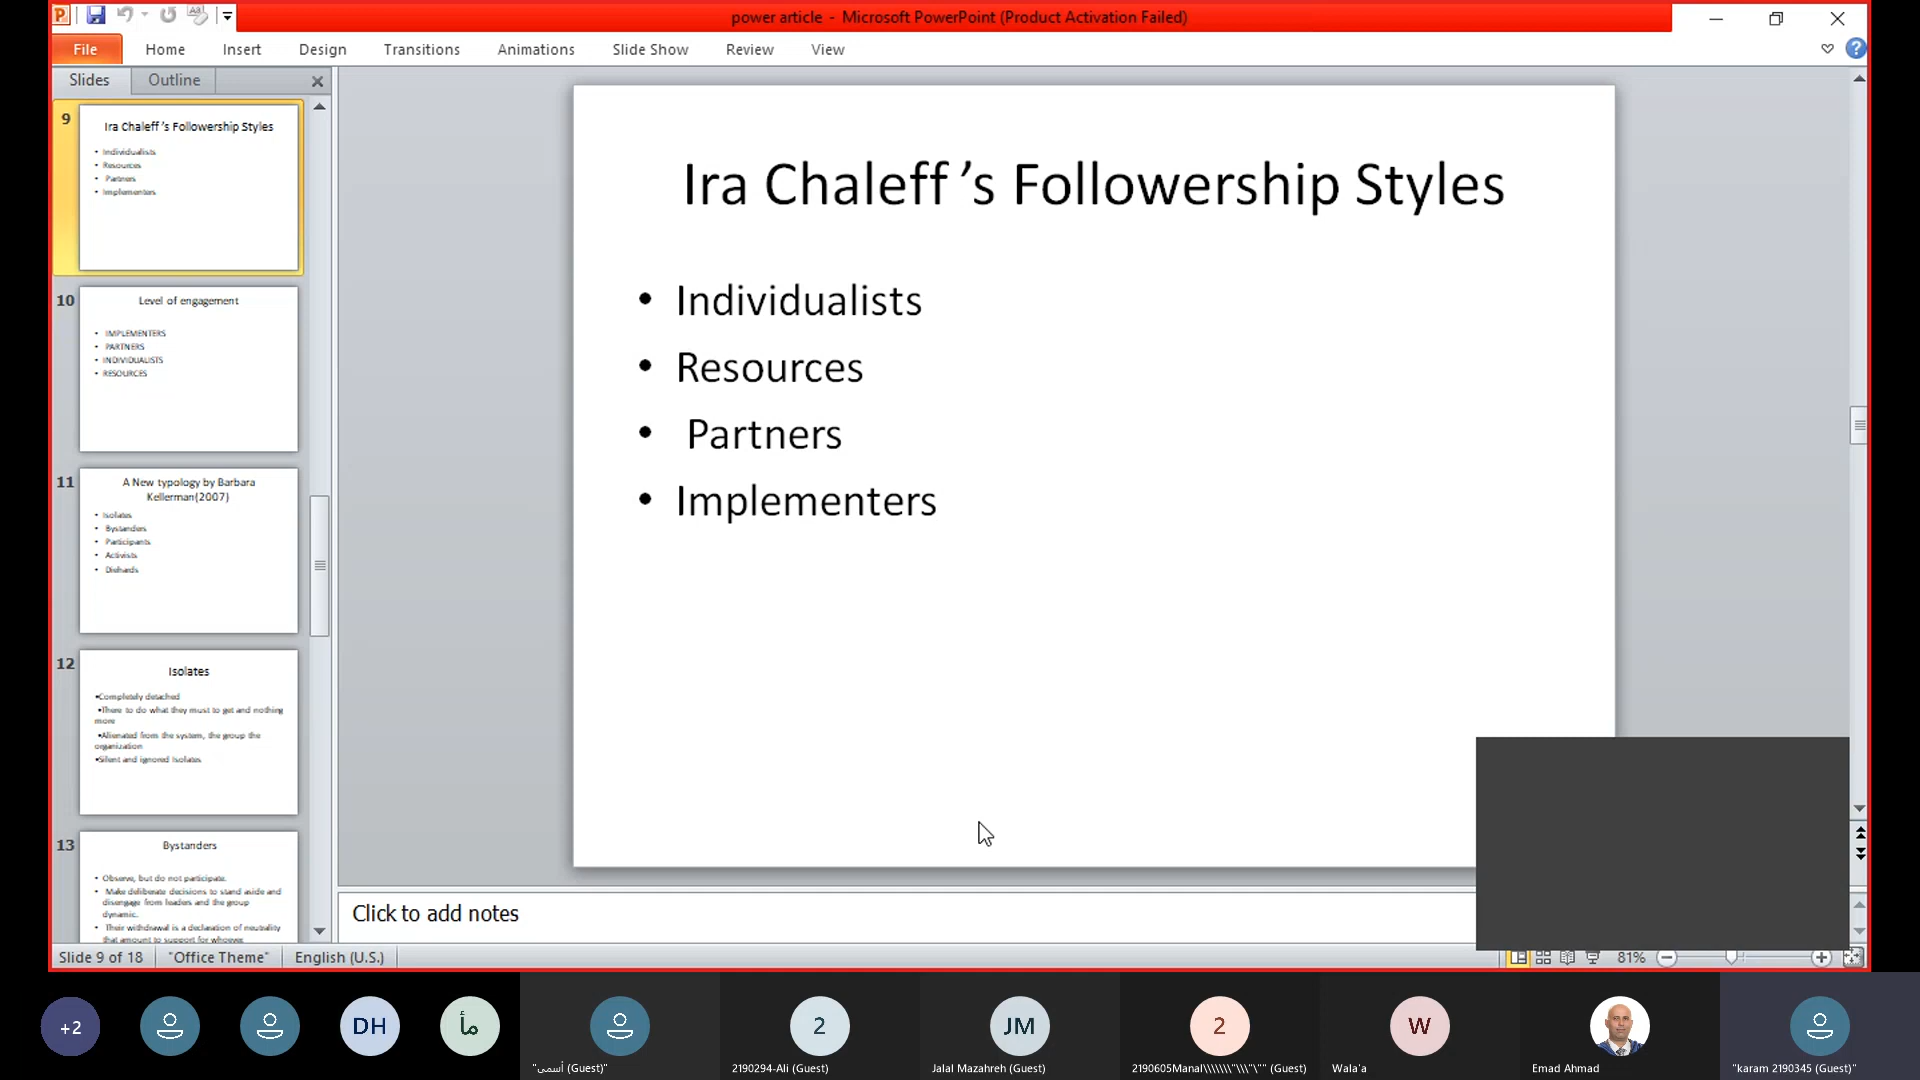 power article - Microsoft PowerPoint (Product Activation Failed)
File Home Insert Design Transitions Animations Slide Show Review View
Slides Outline
9
Ira Chaleff 's Followership Styles
• Individualists
• Resources
• Partners
• Implementers
10
Level of engagement
• IMPLEMENTERS
• PARTNERS
• INDIVIDUALISTS
• RESOURCES
11
A New typology by Barbara
Kellerman(2007)
• Isolates
• Bystanders
• Participants
• Activists
• Diehards
12
Isolates
•Completely detached
•There to do what they must to get and nothing
more
•Alienated from the system, the group the
organization
•Silent and ignored Isolates
13
Bystanders
• Observe, but do not participate.
• Make deliberate decisions to stand aside and
disengage from leaders and the group
dynamic.
• Their withdrawal is a declaration of neutrality
that amount to support for whoever
Ira Chaleff 's Followership Styles
• Individualists
• Resources
• Partners
• Implementers
Click to add notes
Slide 9 of 18 "Office Theme" English (U.S.) 81%
+2 DH مأ 2 JM 2 W
"أسمى (Guest)" 2190294-Ali (Guest) Jalal Mazahreh (Guest) 2190605Manal\\\\\\\"\\\"\"" (Guest) Wala'a Emad Ahmad "karam 2190345 (Guest)"